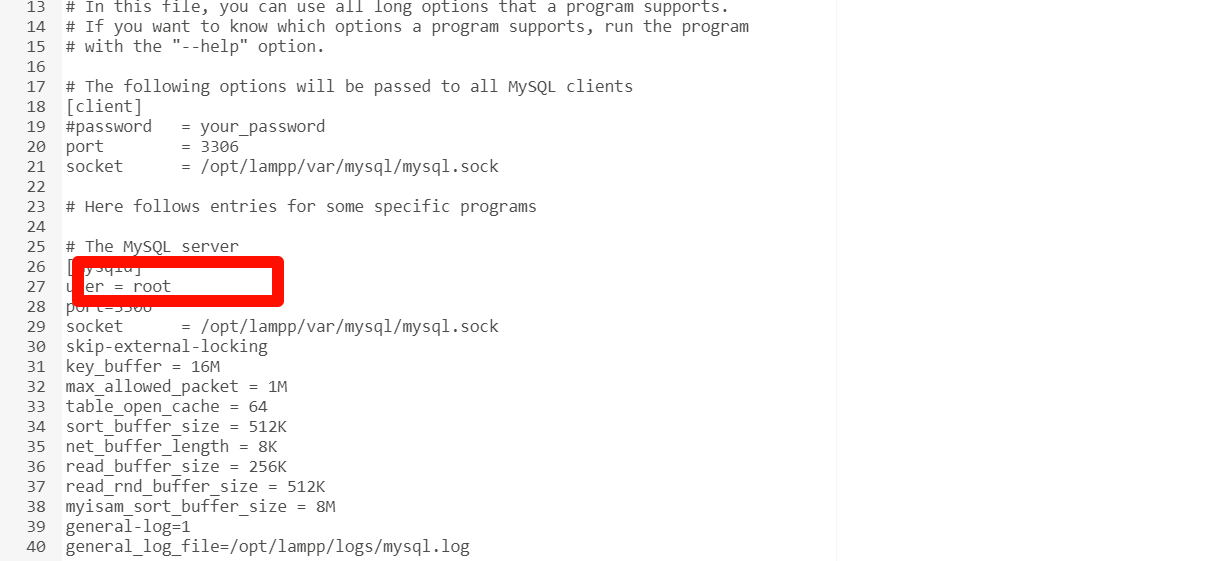 13 # In this file, you can use all long options that a program supports.
14 # If you want to know which options a program supports, run the program
15 # with the "--help" option.
16
17 # The following options will be passed to all MySQL clients
18 [client]
19 #password   = your_password
20 port        = 3306
21 socket      = /opt/lampp/var/mysql/mysql.sock
22
23 # Here follows entries for some specific programs
24
25 # The MySQL server
26 [mysqld]
27 user = root
28 port=3306
29 socket      = /opt/lampp/var/mysql/mysql.sock
30 skip-external-locking
31 key_buffer = 16M
32 max_allowed_packet = 1M
33 table_open_cache = 64
34 sort_buffer_size = 512K
35 net_buffer_length = 8K
36 read_buffer_size = 256K
37 read_rnd_buffer_size = 512K
38 myisam_sort_buffer_size = 8M
39 general-log=1
40 general_log_file=/opt/lampp/logs/mysql.log